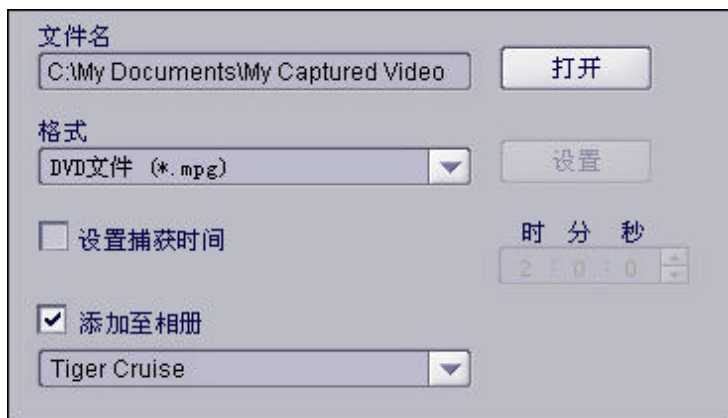 文件名
C:\My Documents\My Captured Video 打开
格式
DVD文件 (*.mpg) 设置
设置捕获时间 时 分 秒
2 : 0 : 0
添加至相册
Tiger Cruise